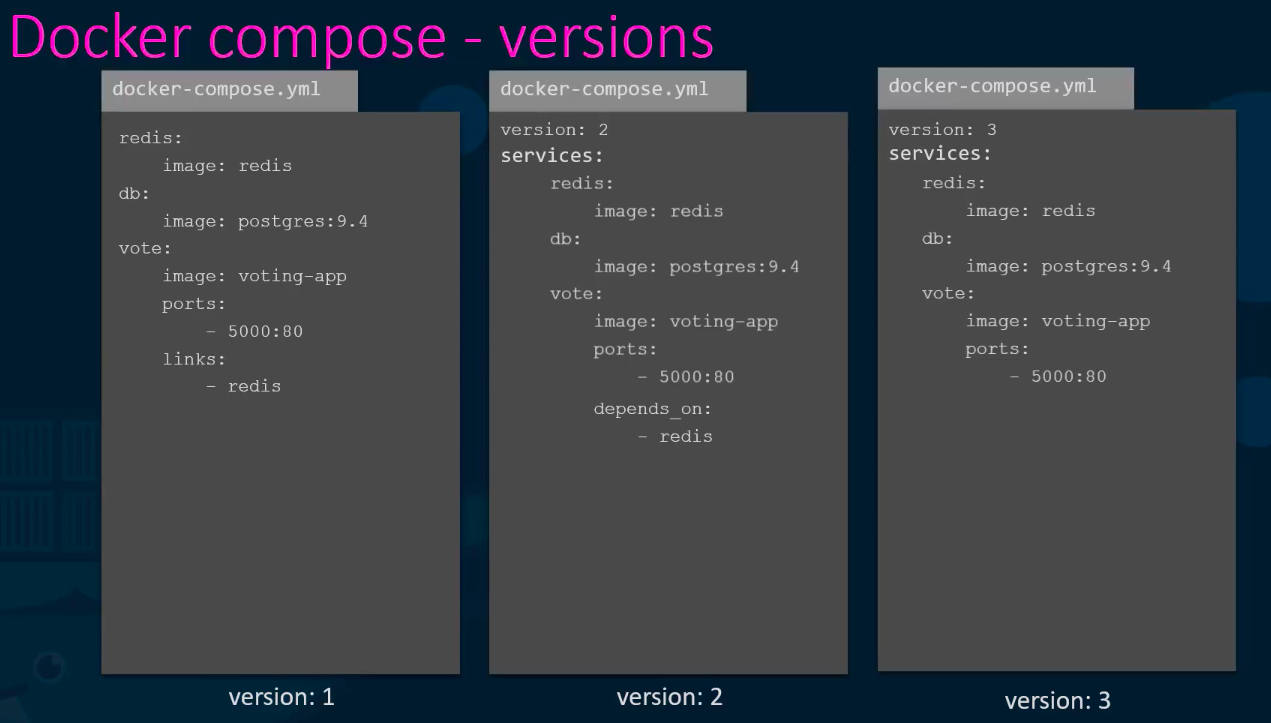 Docker compose - versions
docker-compose.yml
redis:
image: redis
db:
image: postgres:9.4
vote:
image: voting-app
ports:
- 5000:80
links:
- redis
version: 1
docker-compose.yml
version: 2
services:
redis:
image: redis
db:
image: postgres:9.4
vote:
image: voting-app
ports:
- 5000:80
depends_on:
- redis
version: 2
docker-compose.yml
version: 3
services:
redis:
image: redis
db:
image: postgres:9.4
vote:
image: voting-app
ports:
- 5000:80
version: 3